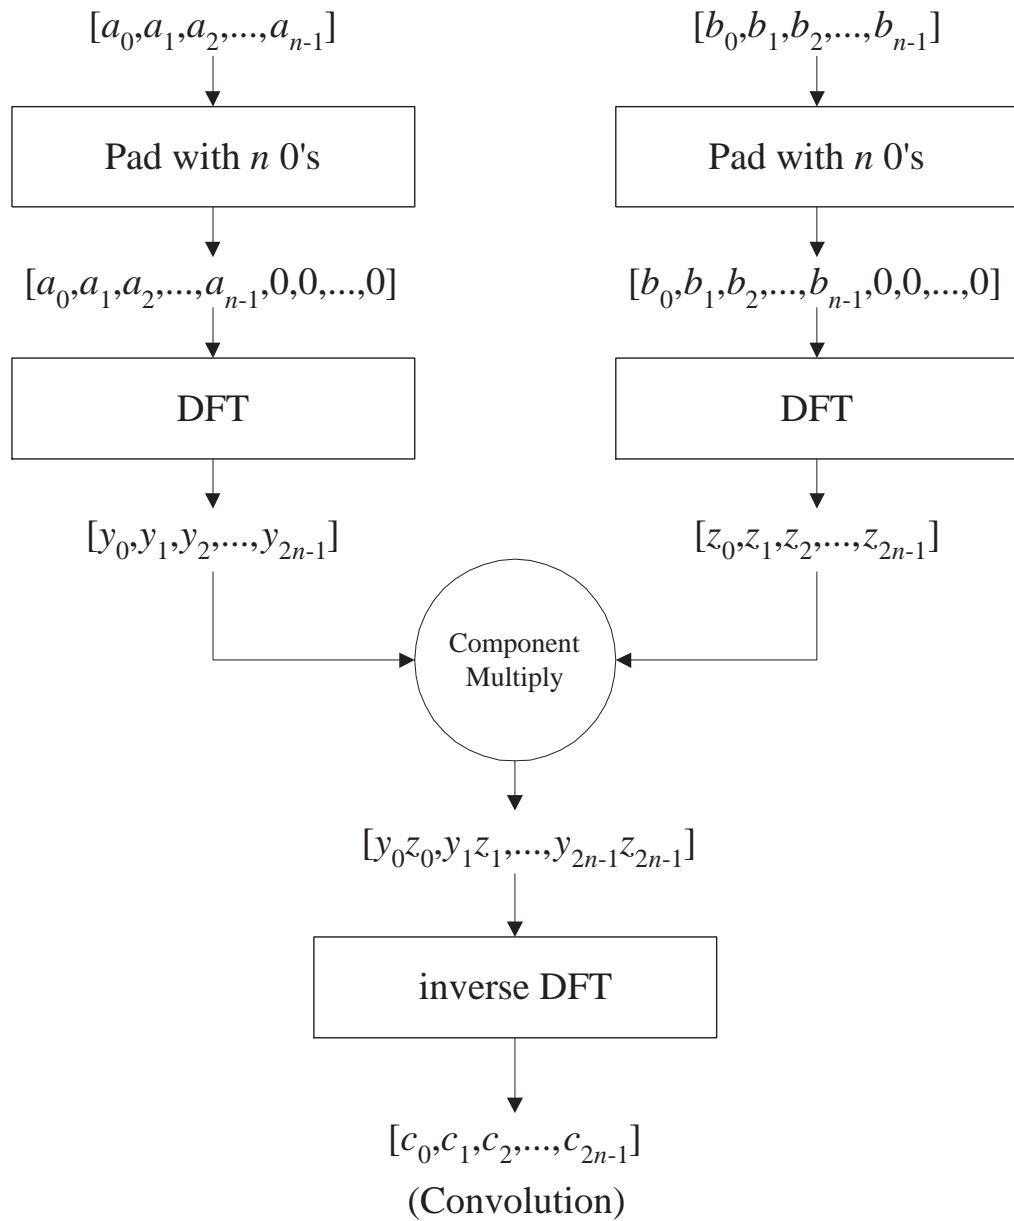 [a₀,a₁,a₂,...,aₙ₋₁]
[b₀,b₁,b₂,...,bₙ₋₁]
Pad with n 0's
Pad with n 0's
[a₀,a₁,a₂,...,aₙ₋₁,0,0,...,0]
[b₀,b₁,b₂,...,bₙ₋₁,0,0,...,0]
DFT
DFT
[y₀,y₁,y₂,...,y₂ₙ₋₁]
[z₀,z₁,z₂,...,z₂ₙ₋₁]
Component
Multiply
[y₀z₀,y₁z₁,...,y₂ₙ₋₁z₂ₙ₋₁]
inverse DFT
[c₀,c₁,c₂,...,c₂ₙ₋₁]
(Convolution)